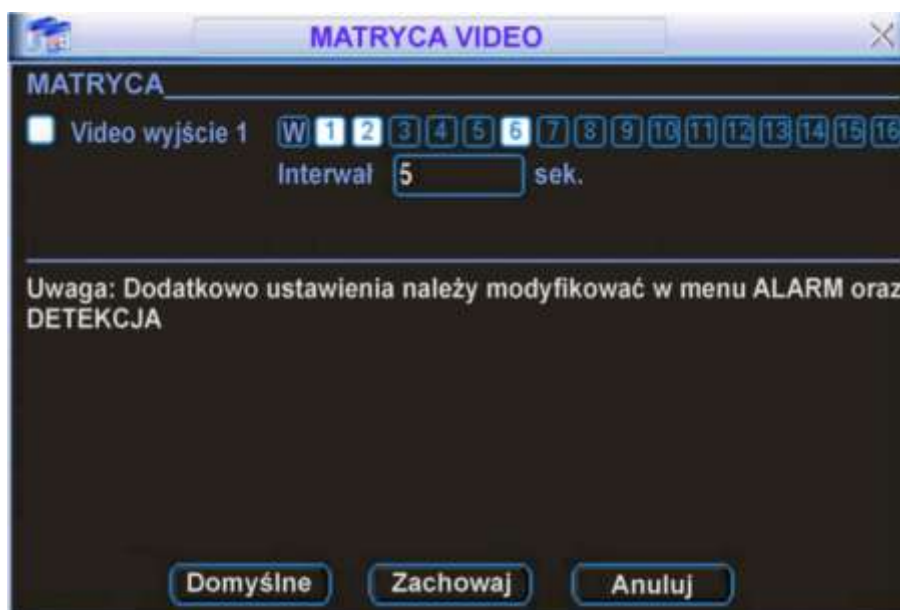 MATRYCA VIDEO
MATRYCA
Video wyjście 1 W 1 2 3 4 5 6 7 8 9 10 11 12 13 14 15 16
Interwał 5 sek.
Uwaga: Dodatkowo ustawienia należy modyfikować w menu ALARM oraz
DETEKCJA
Domyślne Zachowaj Anuluj